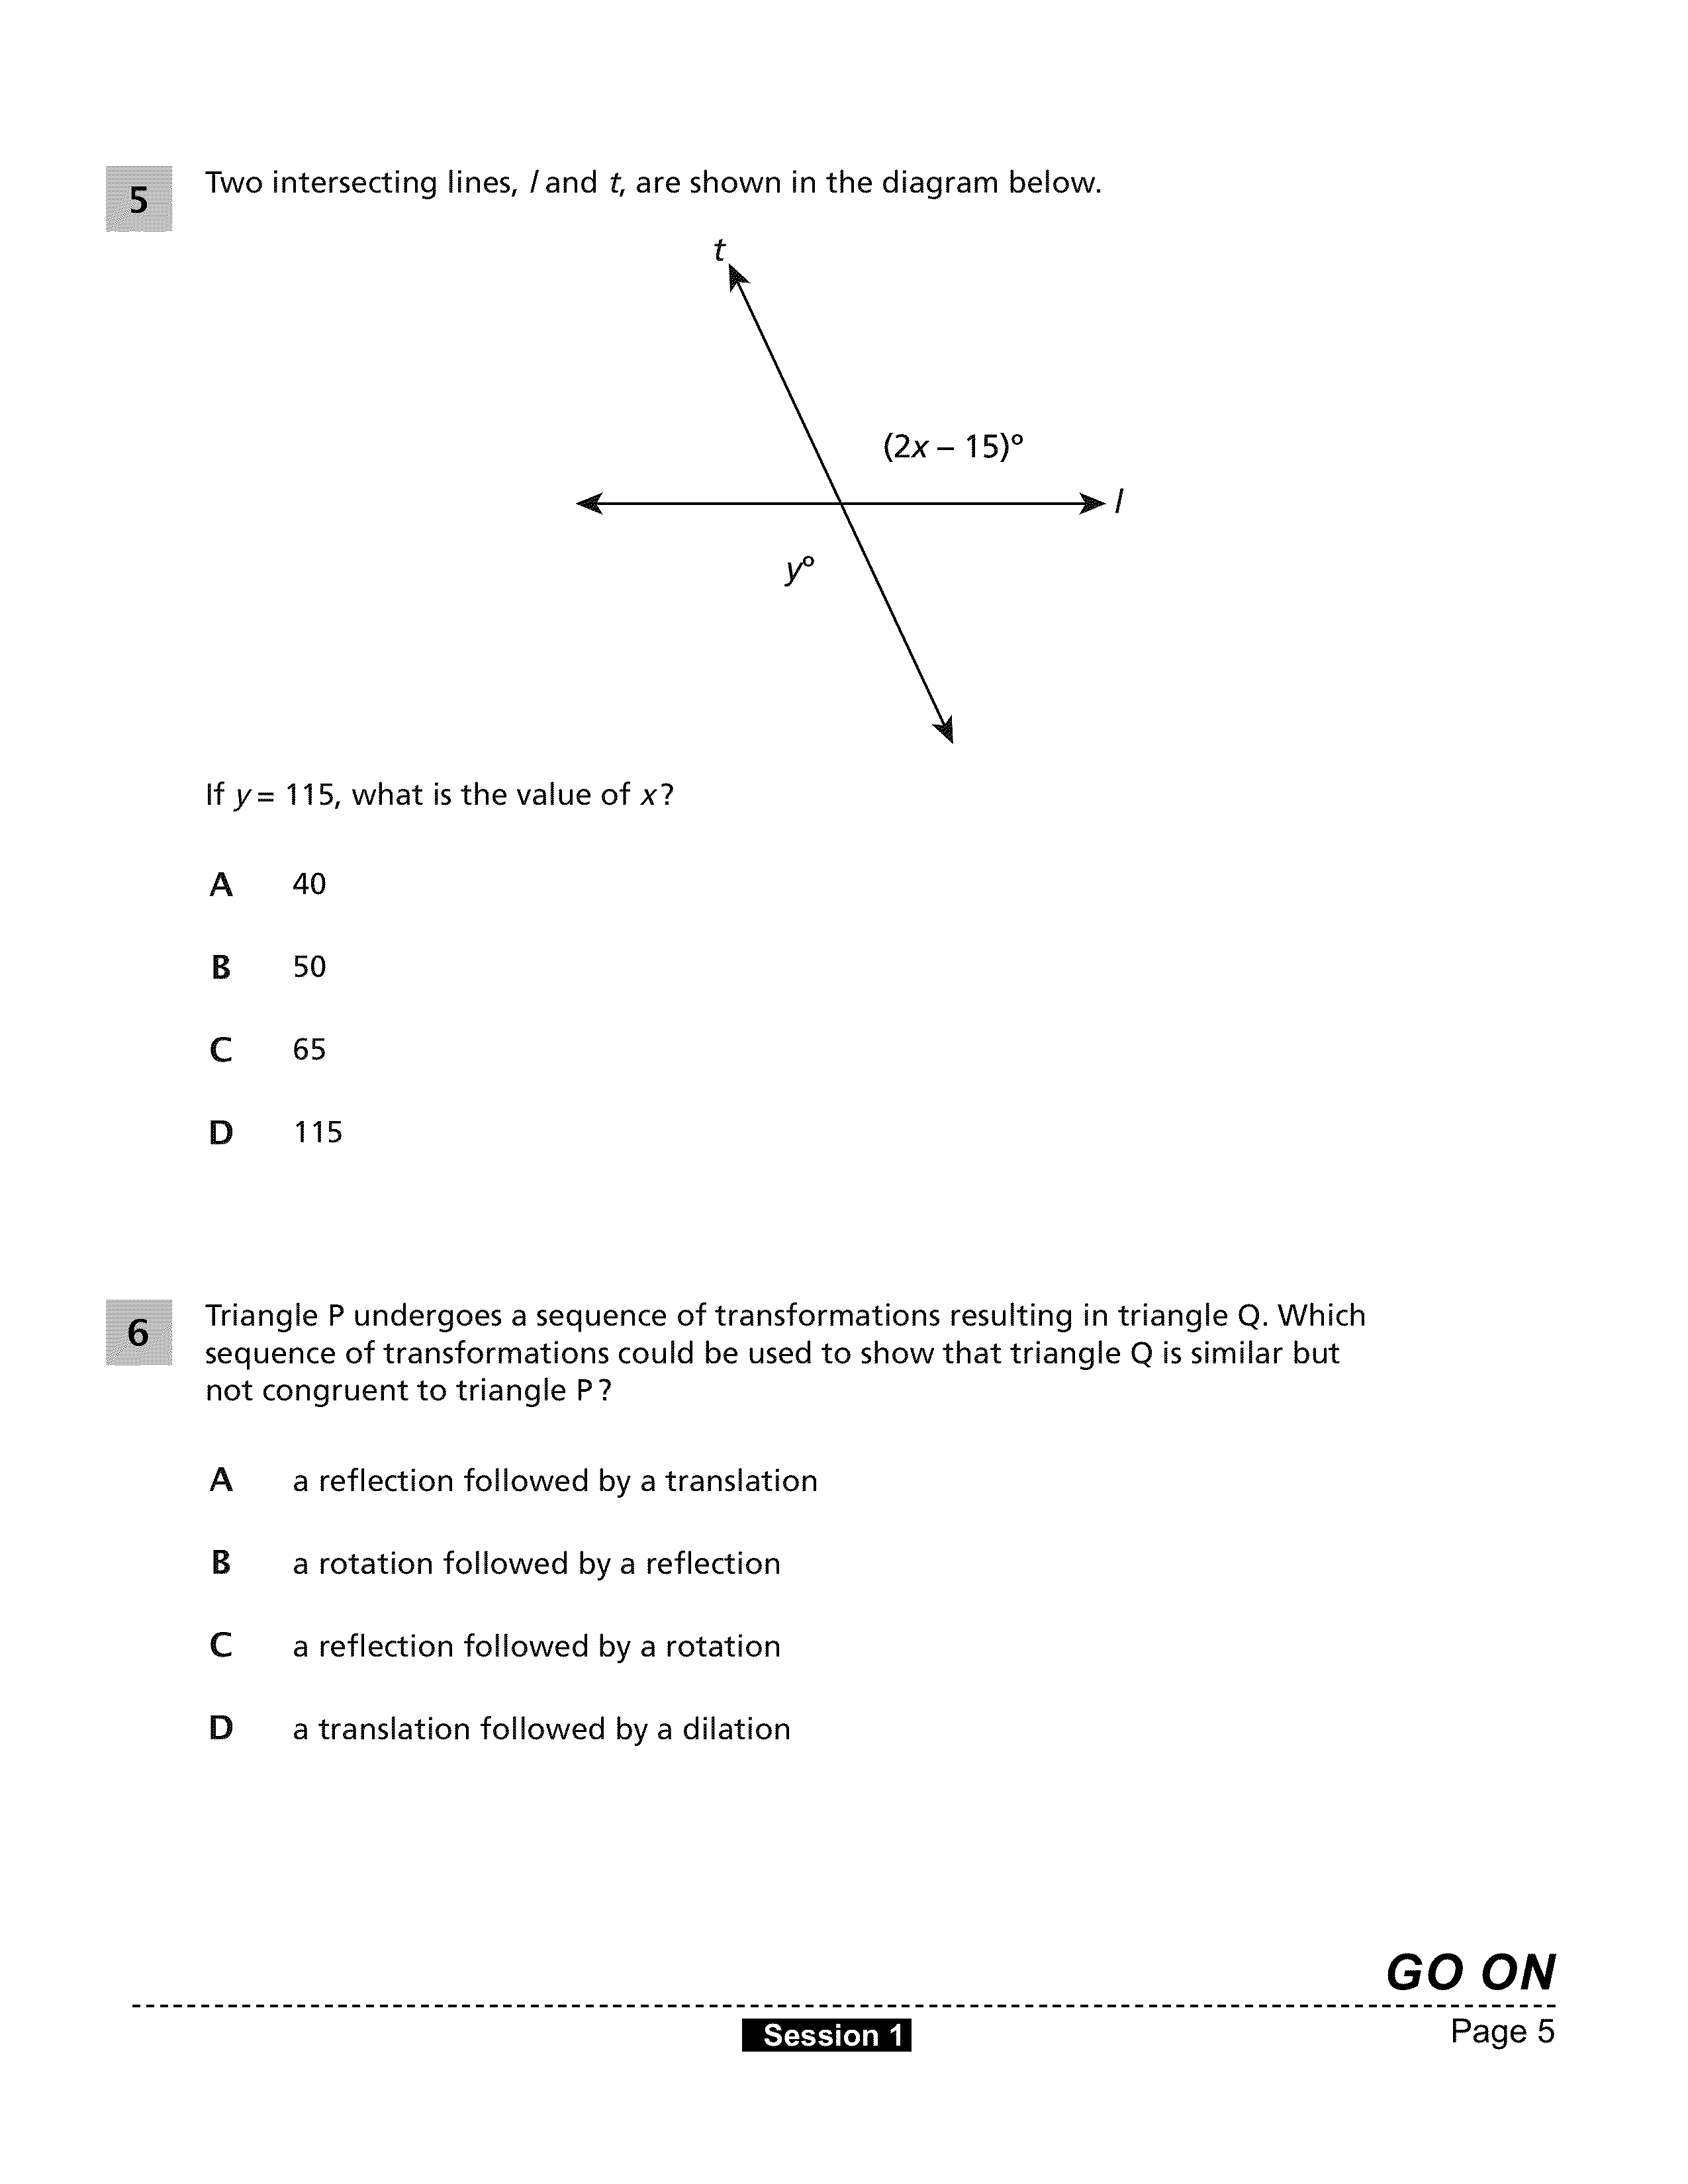 5
Two intersecting lines, l and t, are shown in the diagram below.
t
(2x – 15)º
l
yº
If y = 115, what is the value of x?
A 40
B 50
C 65
D 115
6
Triangle P undergoes a sequence of transformations resulting in triangle Q. Which
sequence of transformations could be used to show that triangle Q is similar but
not congruent to triangle P?
A a reflection followed by a translation
B a rotation followed by a reflection
C a reflection followed by a rotation
D a translation followed by a dilation
GO ON
Session 1
Page 5